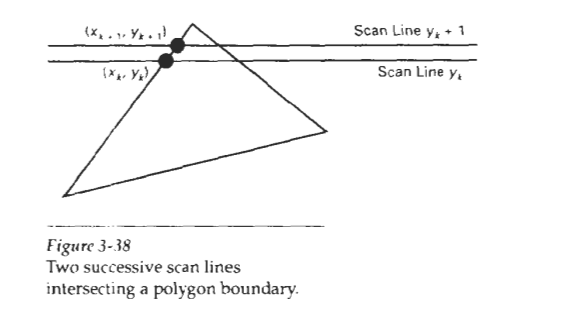 (xₖ₊₁, yₖ₊₁)
Scan Line yₖ + 1
(xₖ, yₖ)
Scan Line yₖ
Figure 3-38
Two successive scan lines
intersecting a polygon boundary.